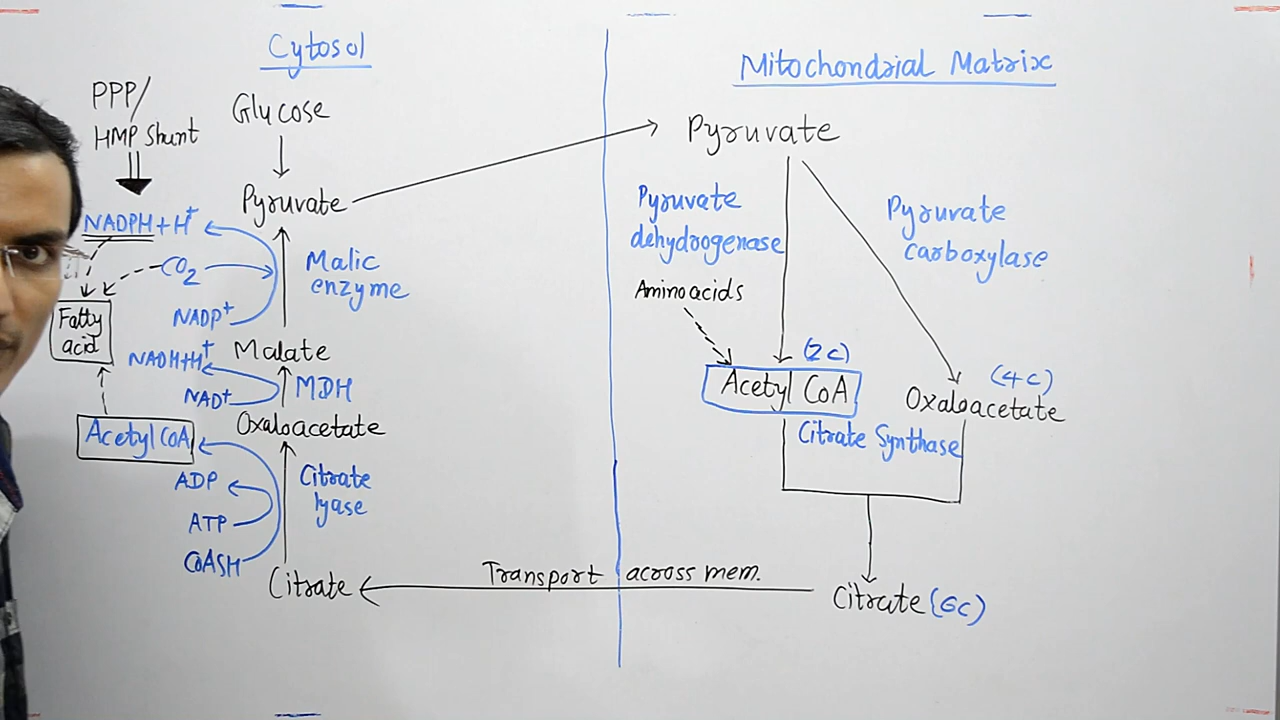 Cytosol
PPP/
HMP Shunt
Glucose
Pyruvate
NADPH + H+
CO2
NADP+
Malic
enzyme
Fatty
acid
NADH+H+
Malate
NAD+
MDH
Oxaloacetate
Acetyl CoA
ADP
ATP
CoASH
Citrate
lyase
Citrate
Transport across mem.
Mitochondrial Matrix
Pyruvate
Pyruvate
dehydrogenase
Pyruvate
carboxylase
Aminoacids
(2c)
Acetyl CoA
(4c)
Oxaloacetate
Citrate Synthase
Citrate (6c)